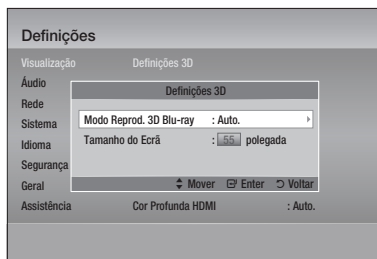 Definições
Visualização Definições 3D
Áudio
Definições 3D
Rede
Sistema Modo Reprod. 3D Blu-ray : Auto.
Idioma Tamanho do Ecrã : 55 polegada
Segurança
Geral Mover Enter Voltar
Assistência Cor Profunda HDMI : Auto.